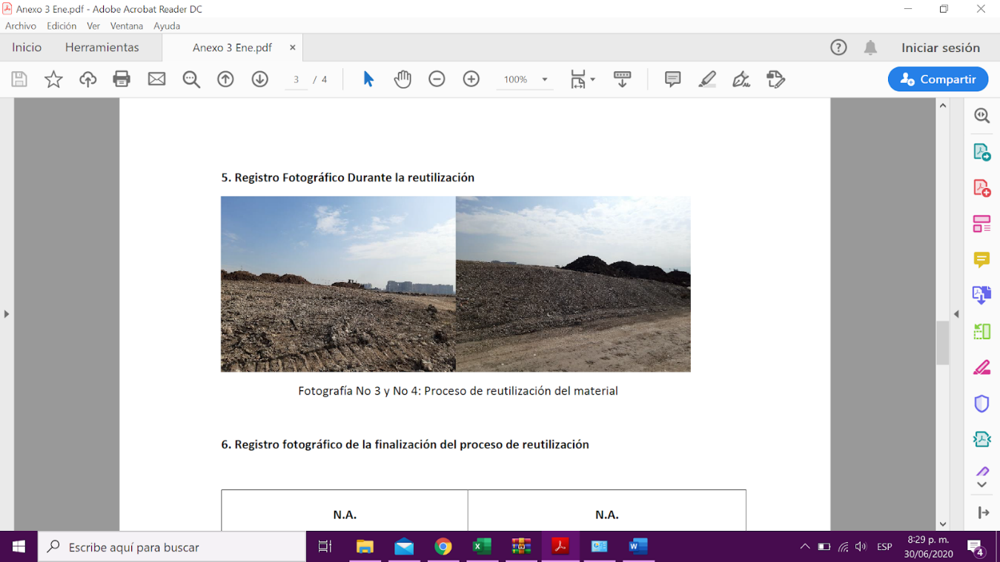 Anexo 3 Ene.pdf - Adobe Acrobat Reader DC
Archivo Edición Ver Ventana Ayuda
Inicio Herramientas Anexo 3 Ene.pdf × Iniciar sesión
3 / 4 100% Compartir
5. Registro Fotográfico Durante la reutilización
Fotografía No 3 y No 4: Proceso de reutilización del material
6. Registro fotográfico de la finalización del proceso de reutilización
N.A. N.A.
Escribe aquí para buscar ESP 8:29 p. m.
30/06/2020 4